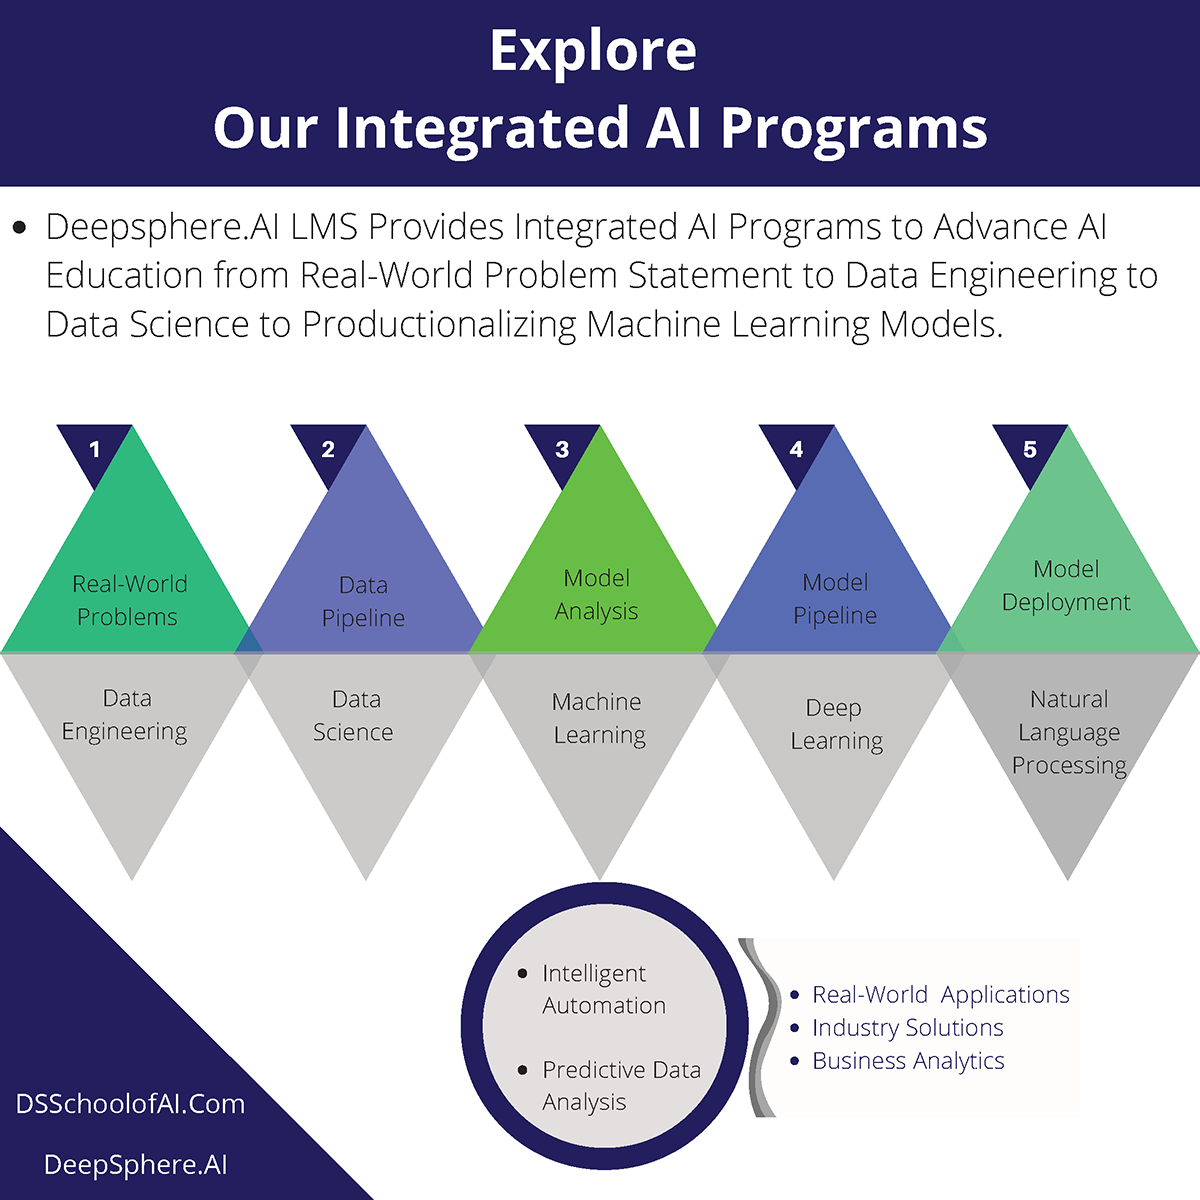 Explore
Our Integrated AI Programs
• Deepsphere.AI LMS Provides Integrated AI Programs to Advance AI
Education from Real-World Problem Statement to Data Engineering to
Data Science to Productionalizing Machine Learning Models.
1
Real-World
Problems
Data
Engineering
2
Data
Pipeline
Data
Science
3
Model
Analysis
Machine
Learning
4
Model
Pipeline
Deep
Learning
5
Model
Deployment
Natural
Language
Processing
• Intelligent
Automation
• Predictive Data
Analysis
• Real-World Applications
• Industry Solutions
• Business Analytics
DSSchoolofAI.Com
DeepSphere.AI